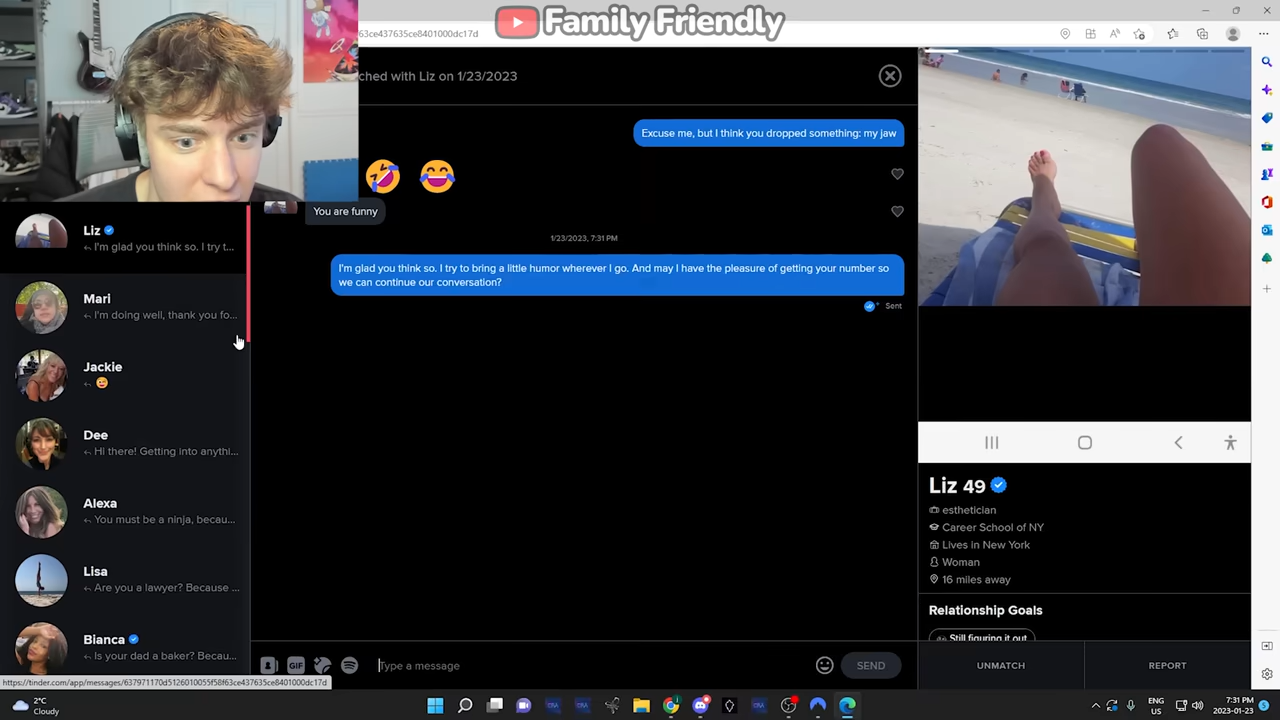 Family Friendly
63ce437635ce8401000dc17d
ched with Liz on 1/23/2023
Excuse me, but I think you dropped something: my jaw
You are funny
1/23/2023, 7:31 PM
I'm glad you think so. I try to bring a little humor wherever I go. And may I have the pleasure of getting your number so
we can continue our conversation?
Sent
Liz
I'm glad you think so. I try t...
Mari
I'm doing well, thank you fo...
Jackie
Dee
Hi there! Getting into anythi...
Alexa
You must be a ninja, becau...
Lisa
Are you a lawyer? Because ...
Bianca
Is your dad a baker? Becau...
https://tinder.com/app/messages/637971170d5126010055f58f63ce437635ce8401000dc17d
GIF
Type a message
SEND
Liz 49
esthetician
Career School of NY
Lives in New York
Woman
16 miles away
Relationship Goals
Still figuring it out
UNMATCH
REPORT
2°C
Cloudy
ENG
US
7:31 PM
2023-01-23